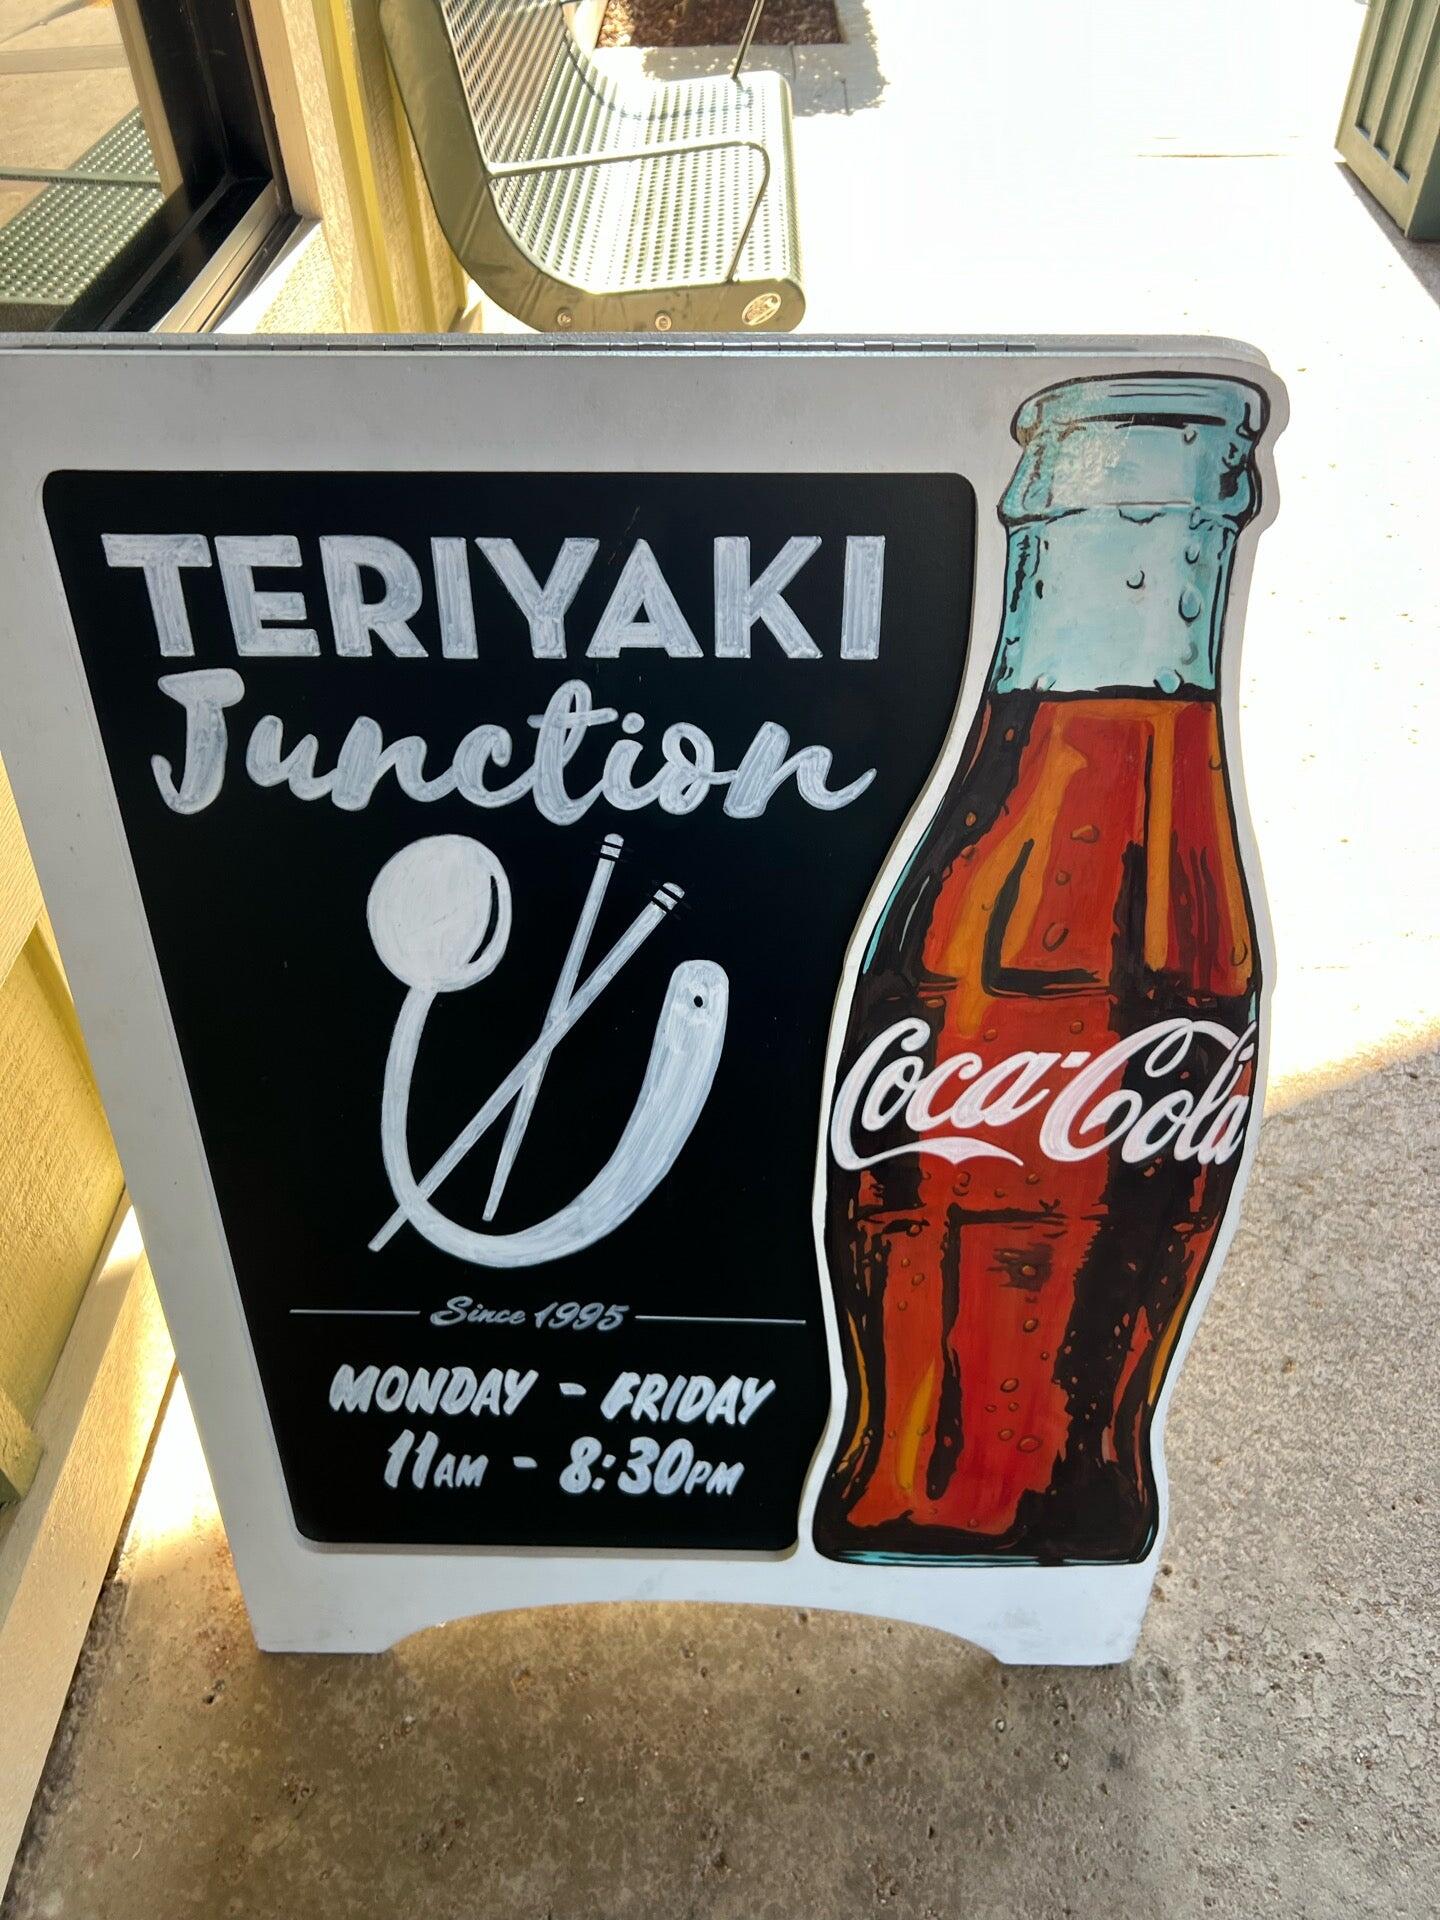 TERIYAKI
Junction
Since 1995
MONDAY - FRIDAY
11AM - 8:30PM
Coca-Cola